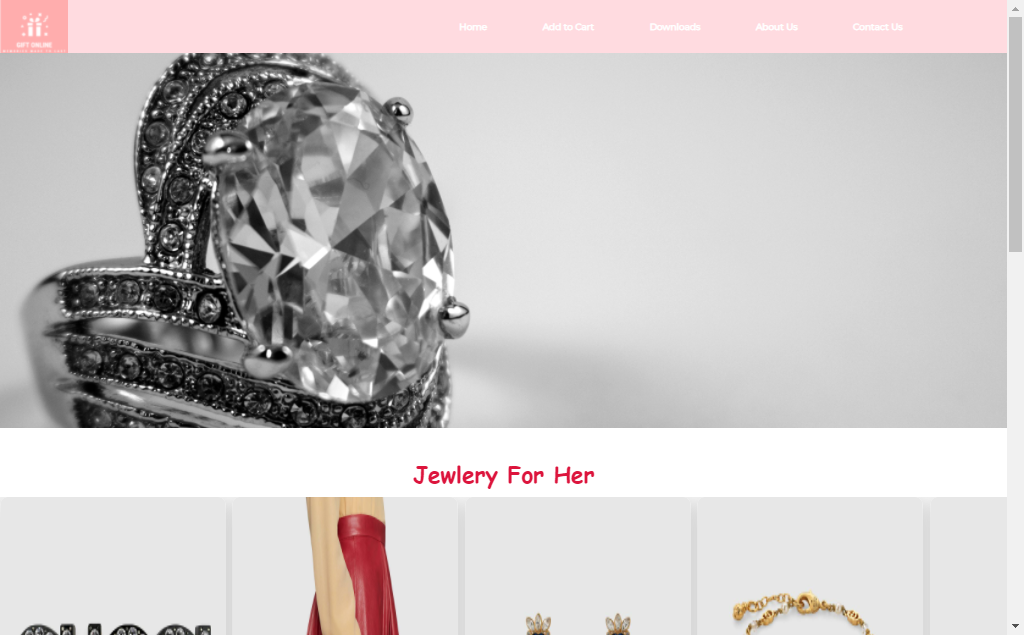 GIFT ONLINE
Home Add to Cart Downloads About Us Contact Us
Jewlery For Her